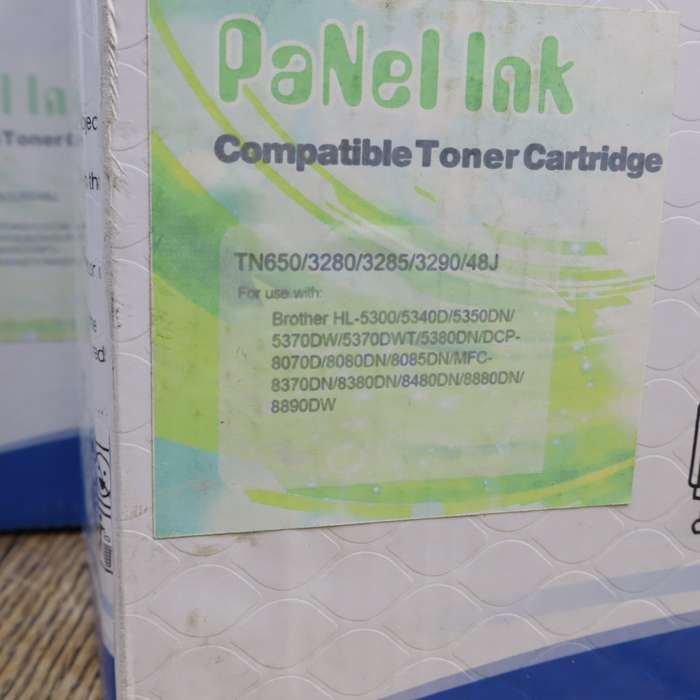 PaNel Ink
Compatible Toner Cartridge
TN650/3280/3285/3290/48J
For use with:
Brother HL-5300/5340D/5350DN/
5370DW/5370DWT/5380DN/DCP-
8070D/8080DN/8085DN/MFC-
8370DN/8380DN/8480DN/8880DN/
8890DW